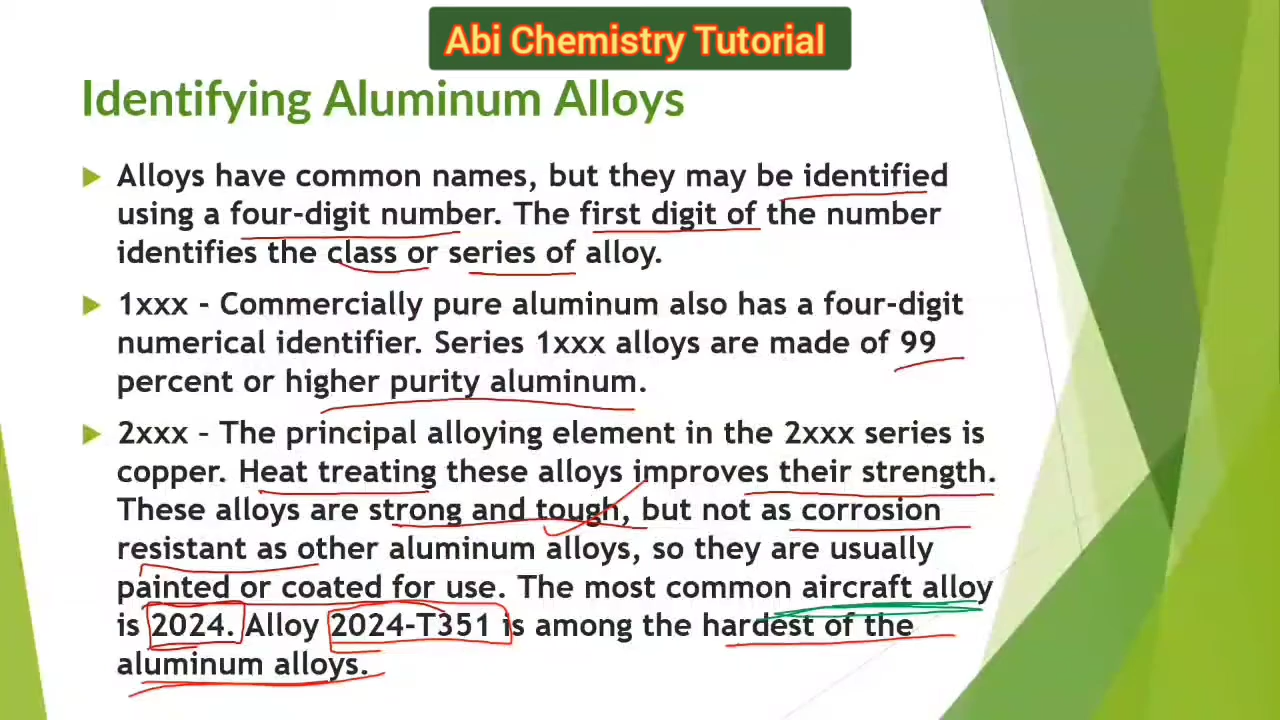 Abi Chemistry Tutorial
Identifying Aluminum Alloys
Alloys have common names, but they may be identified
using a four-digit number. The first digit of the number
identifies the class or series of alloy.
1xxx - Commercially pure aluminum also has a four-digit
numerical identifier. Series 1xxx alloys are made of 99
percent or higher purity aluminum.
2xxx – The principal alloying element in the 2xxx series is
copper. Heat treating these alloys improves their strength.
These alloys are strong and tough, but not as corrosion
resistant as other aluminum alloys, so they are usually
painted or coated for use. The most common aircraft alloy
is 2024. Alloy 2024-T351 is among the hardest of the
aluminum alloys.